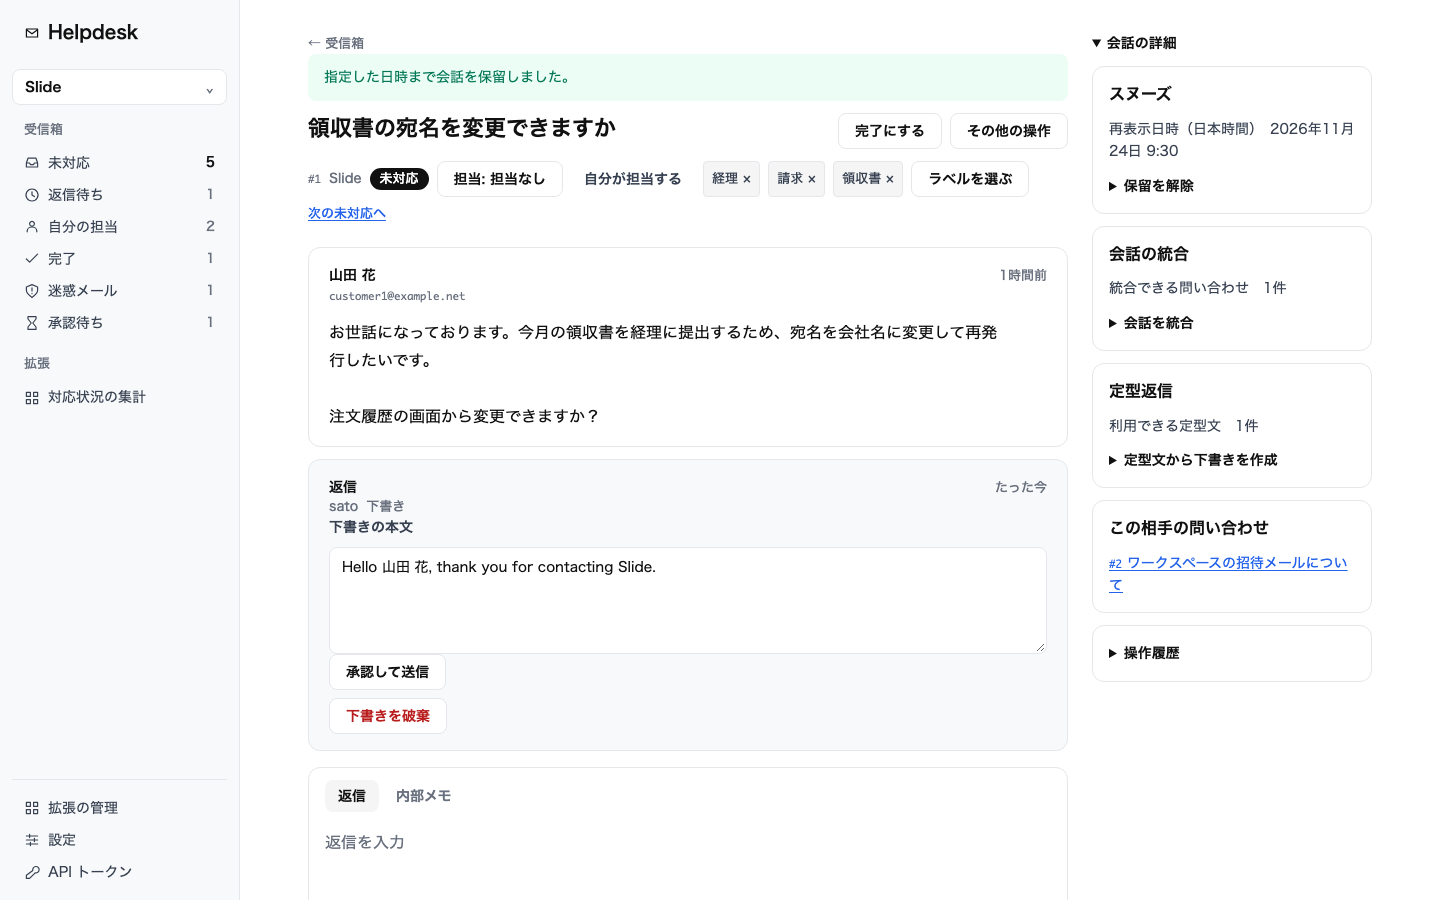 Helpdesk
Slide
受信箱
未対応 5
返信待ち 1
自分の担当 2
完了 1
迷惑メール 1
承認待ち 1
拡張
対応状況の集計
拡張の管理
設定
API トークン
← 受信箱
指定した日時まで会話を保留しました。
領収書の宛名を変更できますか
完了にする
その他の操作
#1 Slide 未対応 担当: 担当なし 自分が担当する 経理 × 請求 × 領収書 × ラベルを選ぶ
次の未対応へ
山田 花 1時間前
customer1@example.net
お世話になっております。今月の領収書を経理に提出するため、宛名を会社名に変更して再発
行したいです。
注文履歴の画面から変更できますか？
返信 たった今
sato 下書き
下書きの本文
Hello 山田 花, thank you for contacting Slide.
承認して送信
下書きを破棄
返信 内部メモ
返信を入力
▼ 会話の詳細
スヌーズ
再表示日時（日本時間） 2026年11月
24日 9:30
▶ 保留を解除
会話の統合
統合できる問い合わせ 1件
▶ 会話を統合
定型返信
利用できる定型文 1件
▶ 定型文から下書きを作成
この相手の問い合わせ
#2 ワークスペースの招待メールについ
て
▶ 操作履歴